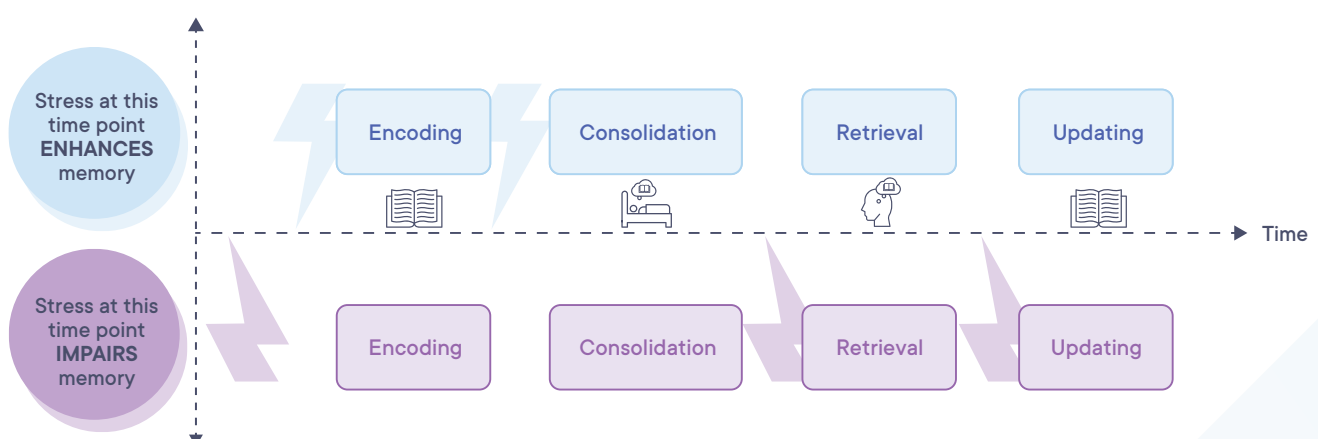 Stress at this
time point
ENHANCES
memory
Encoding
Consolidation
Retrieval
Updating
Time
Stress at this
time point
IMPAIRS
memory
Encoding
Consolidation
Retrieval
Updating